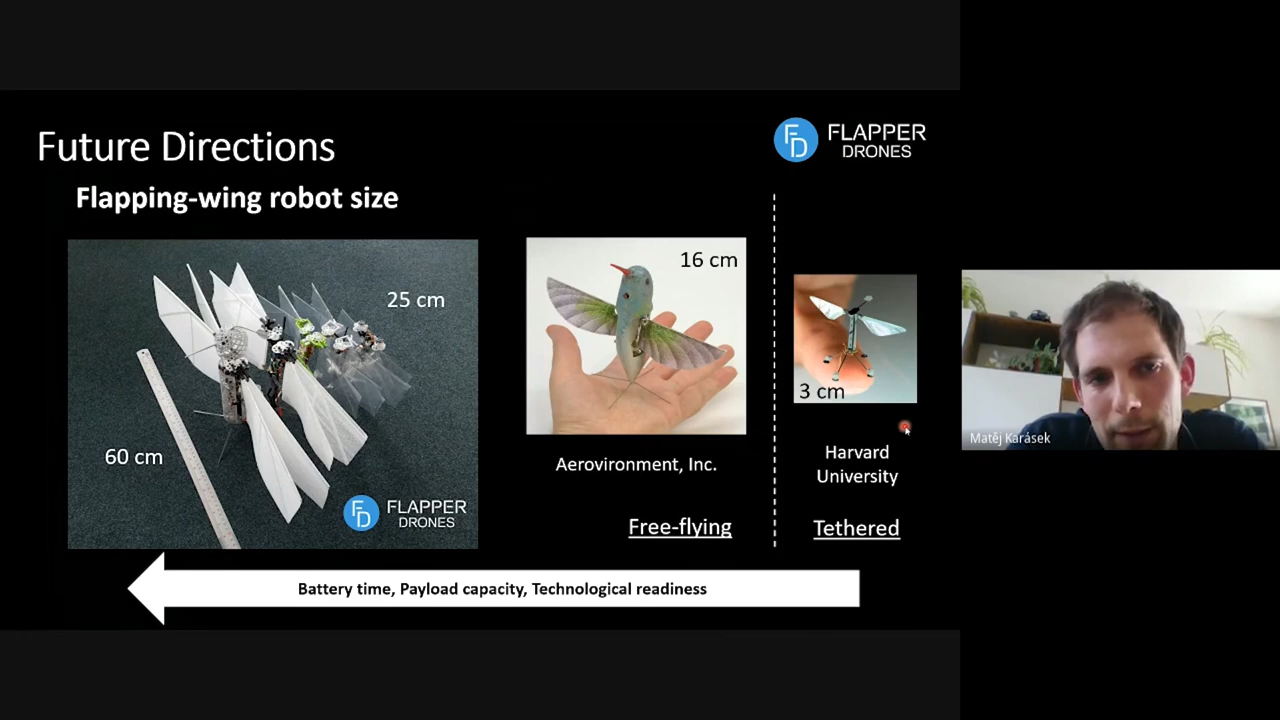 Future Directions
FLAPPER
DRONES
Flapping-wing robot size
25 cm
60 cm
FLAPPER
DRONES
16 cm
Aerovironment, Inc.
Free-flying
3 cm
Harvard
University
Tethered
Battery time, Payload capacity, Technological readiness
Matěj Karásek